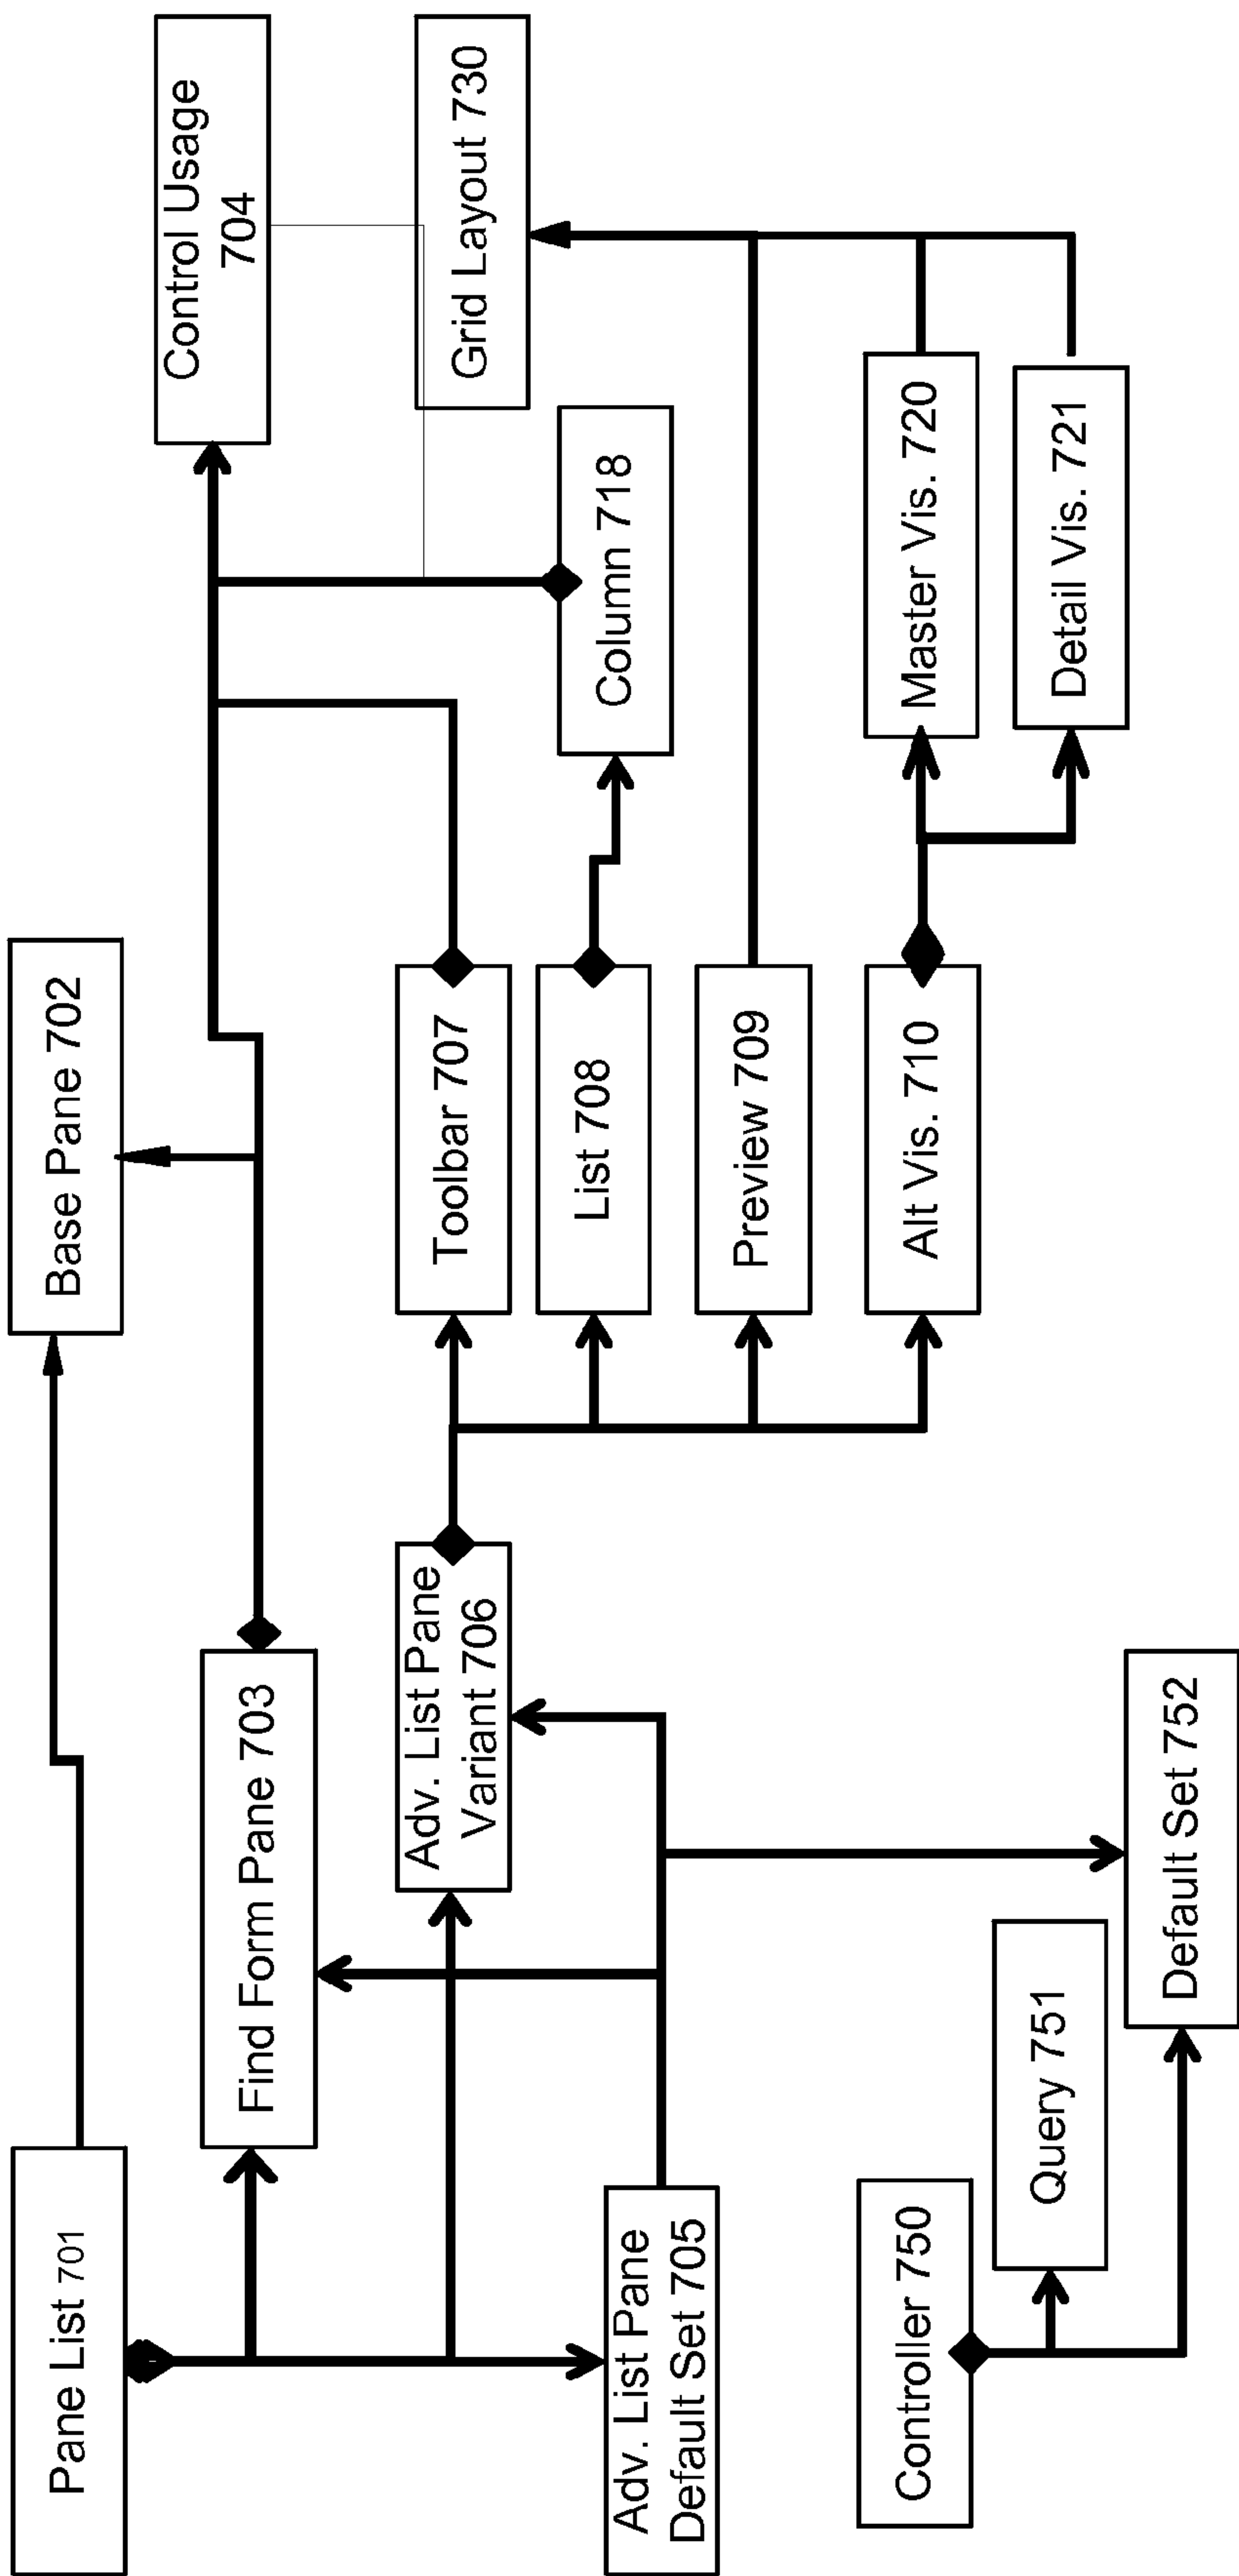 Pane List 701
Base Pane 702
Find Form Pane 703
Control Usage
704
Adv. List Pane
Variant 706
Toolbar 707
Grid Layout 730
List 708
Column 718
Adv. List Pane
Default Set 705
Preview 709
Controller 750
Alt Vis. 710
Master Vis. 720
Query 751
Detail Vis. 721
Default Set 752